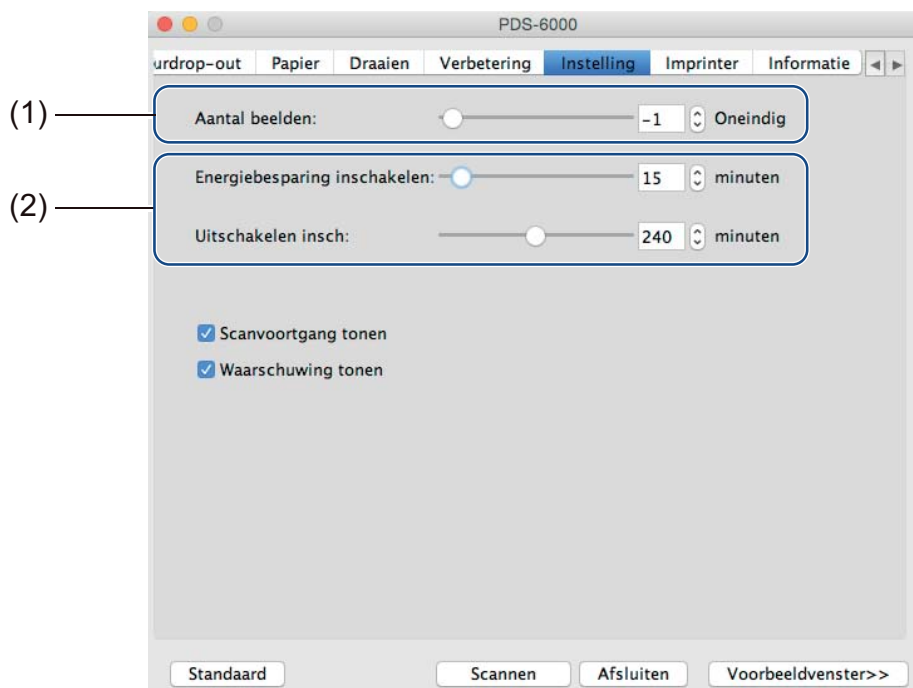 PDS-6000
urdrop-out Papier Draaien Verbetering Instelling Imprinter Informatie
(1)
Aantal beelden: -1 Oneindig
(2)
Energiebesparing inschakelen: 15 minuten
Uitschakelen insch: 240 minuten
Scanvoortgang tonen
Waarschuwing tonen
Standaard Scannen Afsluiten Voorbeeldvenster>>